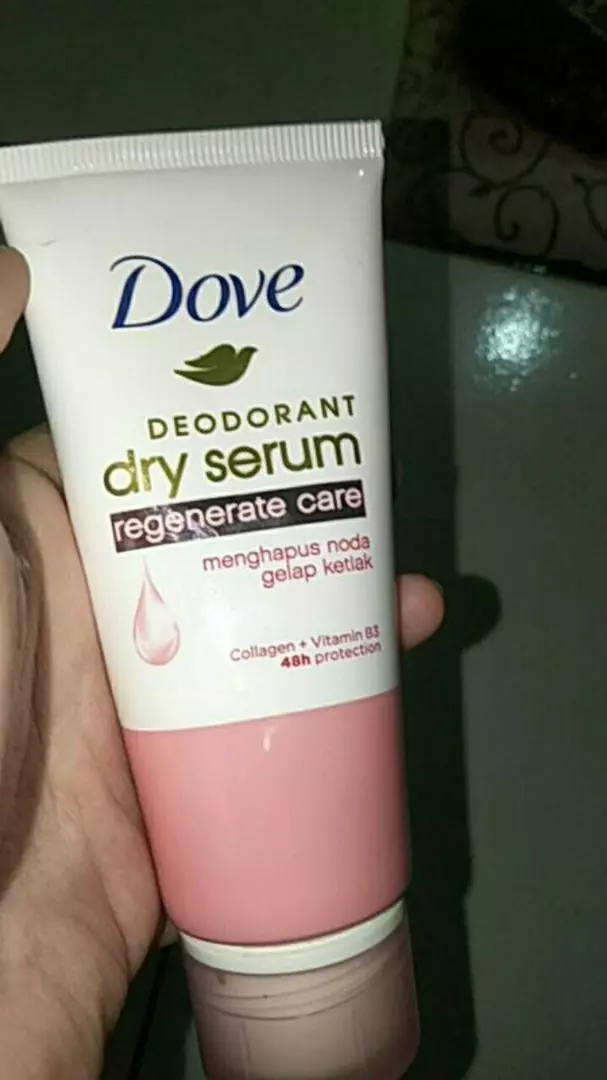 Dove
DEODORANT
dry serum
regenerate care
menghapus noda
gelap ketiak
Collagen + Vitamin B3
48h protection